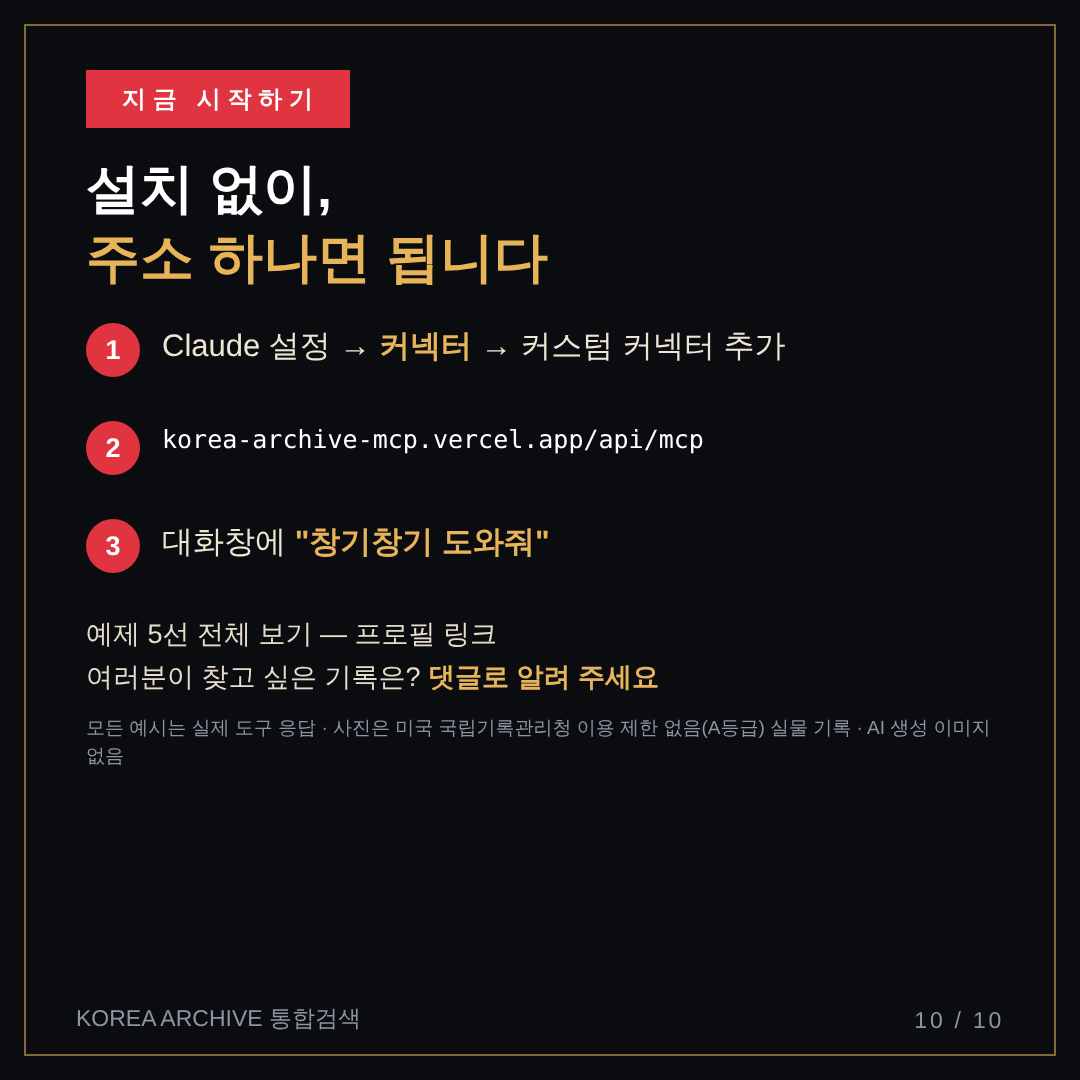 지금 시작하기
설치 없이,
주소 하나면 됩니다
1 Claude 설정 → 커넥터 → 커스텀 커넥터 추가
2 korea-archive-mcp.vercel.app/api/mcp
3 대화창에 "창기창기 도와줘"
예제 5선 전체 보기 — 프로필 링크
여러분이 찾고 싶은 기록은? 댓글로 알려 주세요
모든 예시는 실제 도구 응답 · 사진은 미국 국립기록관리청 이용 제한 없음(A등급) 실물 기록 · AI 생성 이미지
없음
KOREA ARCHIVE 통합검색
10 / 10